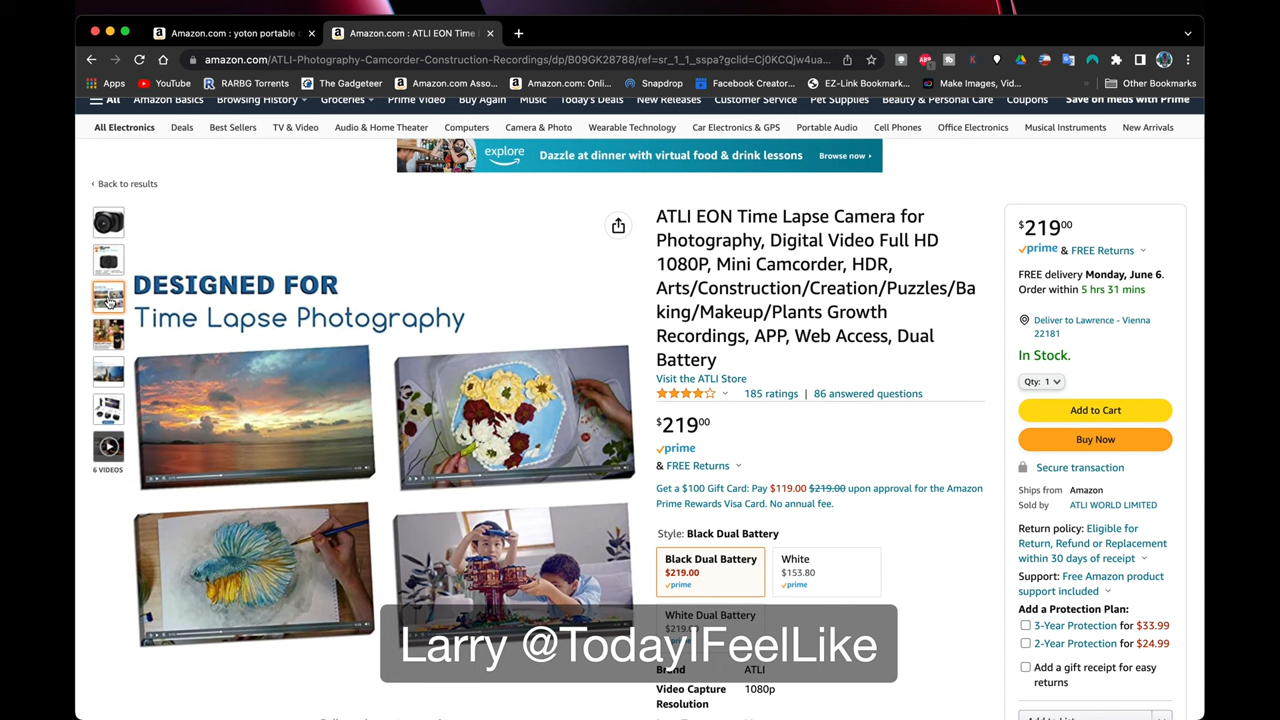 Amazon.com : yoton portable
Amazon.com : ATLI EON Time
amazon.com/ATLI-Photography-Camcorder-Construction-Recordings/dp/B09GK28788/ref=sr_1_1_sspa?gclid=Cj0KCQjw4ua...
Apps YouTube RARBG Torrents The Gadgeteer Amazon.com Asso... Amazon.com: Onli... Snapdrop Facebook Creator... EZ-Link Bookmark... Make Images, Vid... Other Bookmarks
All Amazon Basics Browsing History Groceries Prime Video Buy Again Music Today's Deals New Releases Customer Service Pet Supplies Beauty & Personal Care Coupons Save on meds with Prime
All Electronics Deals Best Sellers TV & Video Audio & Home Theater Computers Camera & Photo Wearable Technology Car Electronics & GPS Portable Audio Cell Phones Office Electronics Musical Instruments New Arrivals
explore Dazzle at dinner with virtual food & drink lessons Browse now ›
‹ Back to results
DESIGNED FOR
Time Lapse Photography
6 VIDEOS
ATLI EON Time Lapse Camera for
Photography, Digital Video Full HD
1080P, Mini Camcorder, HDR,
Arts/Construction/Creation/Puzzles/Ba
king/Makeup/Plants Growth
Recordings, APP, Web Access, Dual
Battery
Visit the ATLI Store
185 ratings | 86 answered questions
$21900
prime
& FREE Returns
Get a $100 Gift Card: Pay $119.00 $219.00 upon approval for the Amazon
Prime Rewards Visa Card. No annual fee.
Style: Black Dual Battery
Black Dual Battery
$219.00
prime
White
$153.80
prime
White Dual Battery
$219.
Brand ATLI
Video Capture 1080p
Resolution
$21900
prime & FREE Returns
FREE delivery Monday, June 6.
Order within 5 hrs 31 mins
Deliver to Lawrence - Vienna
22181
In Stock.
Qty: 1
Add to Cart
Buy Now
Secure transaction
Ships from Amazon
Sold by ATLI WORLD LIMITED
Return policy: Eligible for
Return, Refund or Replacement
within 30 days of receipt
Support: Free Amazon product
support included
Add a Protection Plan:
3-Year Protection for $33.99
2-Year Protection for $24.99
Add a gift receipt for easy
returns
Larry @TodayIFeelLike